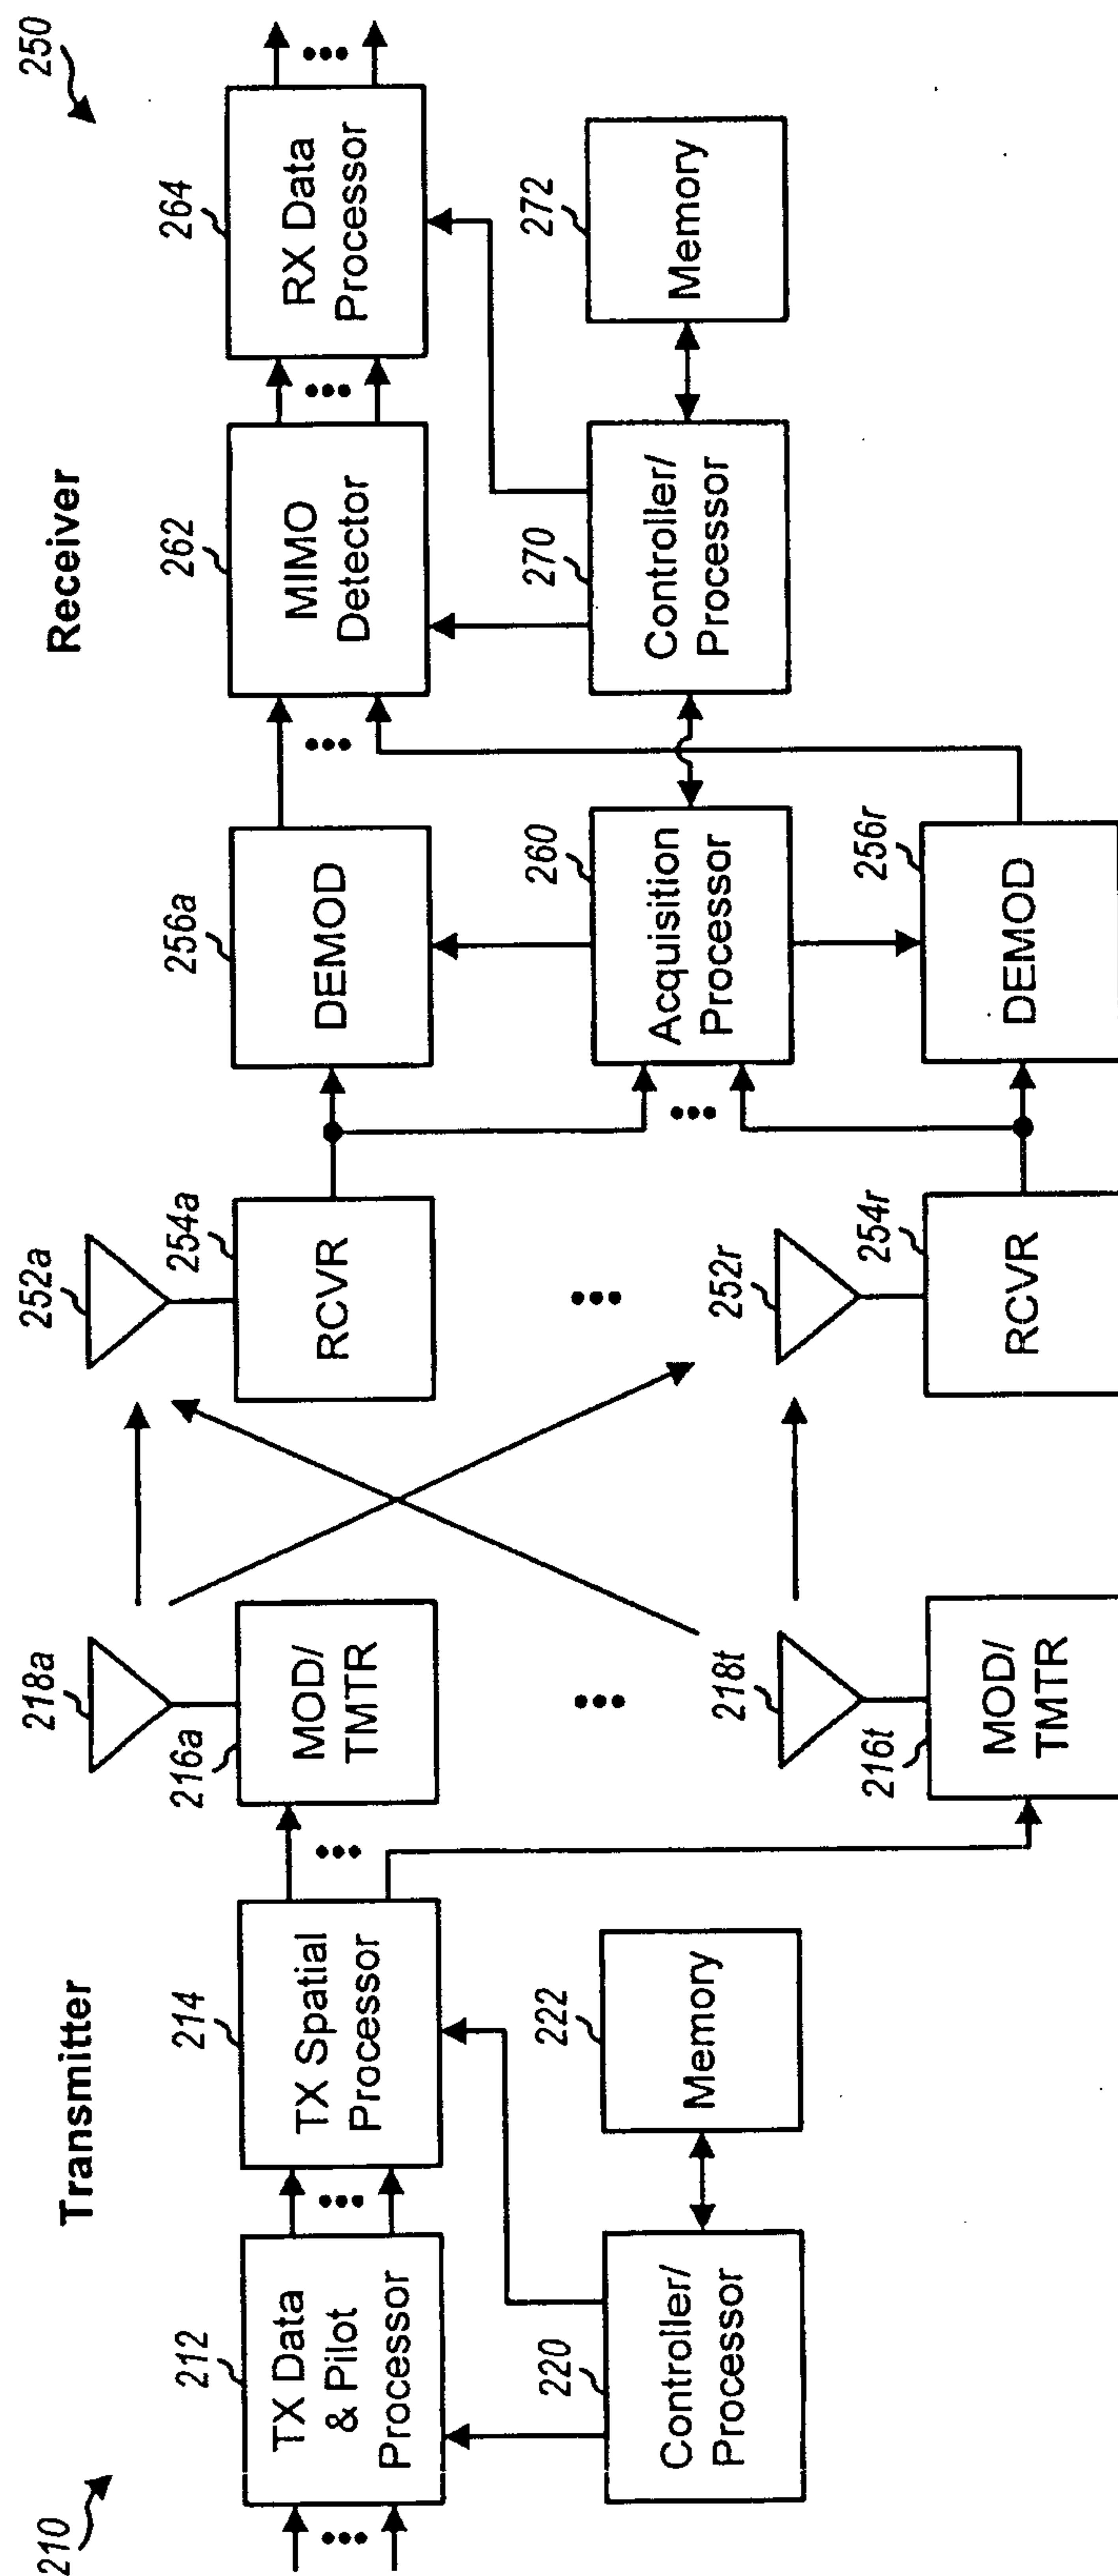 Transmitter
Receiver
210
212
TX Data
& Pilot
Processor
214
TX Spatial
Processor
216a
MOD/
TMTR
218a
216t
MOD/
TMTR
218t
220
Controller/
Processor
222
Memory
250
252a
254a
RCVR
252r
254r
RCVR
256a
DEMOD
260
Acquisition
Processor
256r
DEMOD
262
MIMO
Detector
264
RX Data
Processor
270
Controller/
Processor
272
Memory